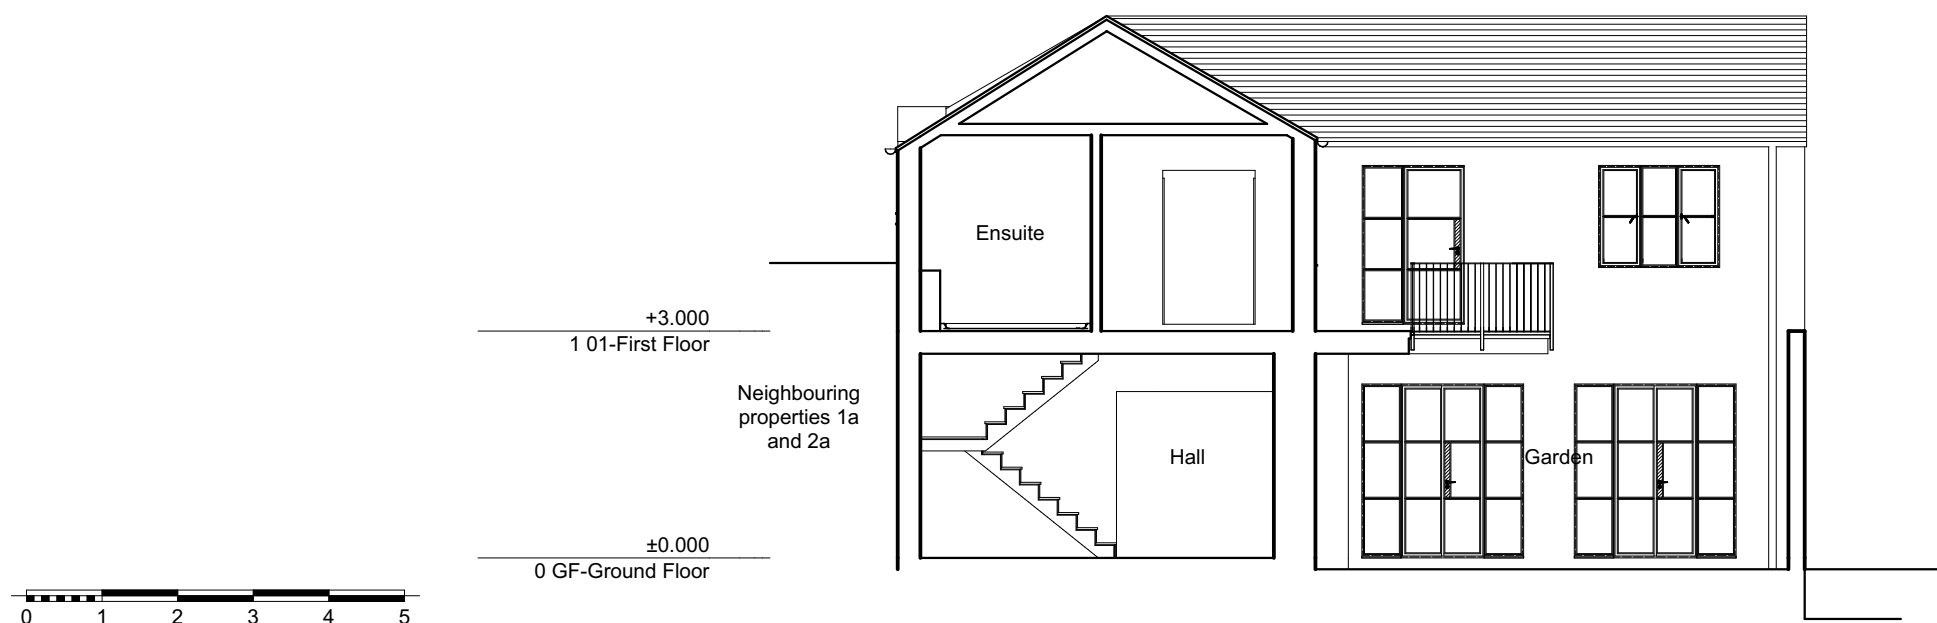 Ensuite
+3.000
1 01-First Floor
Neighbouring
properties 1a
and 2a
Hall
Garden
±0.000
0 GF-Ground Floor
0 1 2 3 4 5